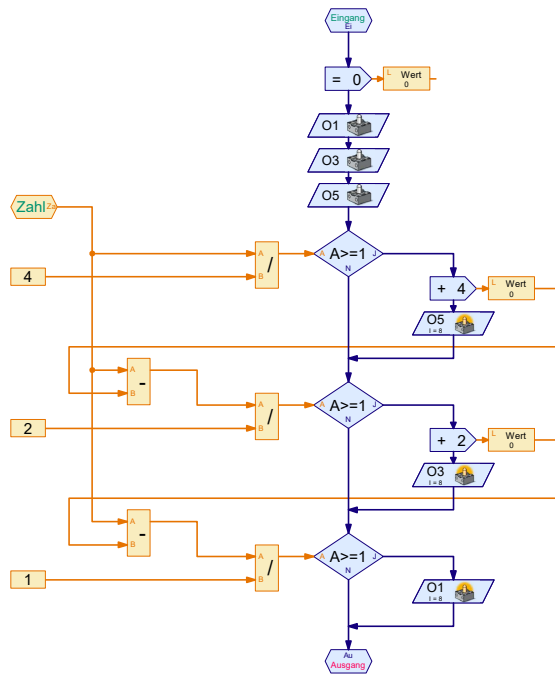 Eingang
Ei
= 0
L Wert
0
O1
O3
O5
Zahl Za
A
B
/
A A>=1 J
N
4
+ 4
L Wert
0
O5
I = 8
A
B
-
A
B
/
A A>=1 J
N
2
+ 2
L Wert
0
O3
I = 8
A
B
-
A
B
/
A A>=1 J
N
1
O1
I = 8
Au
Ausgang